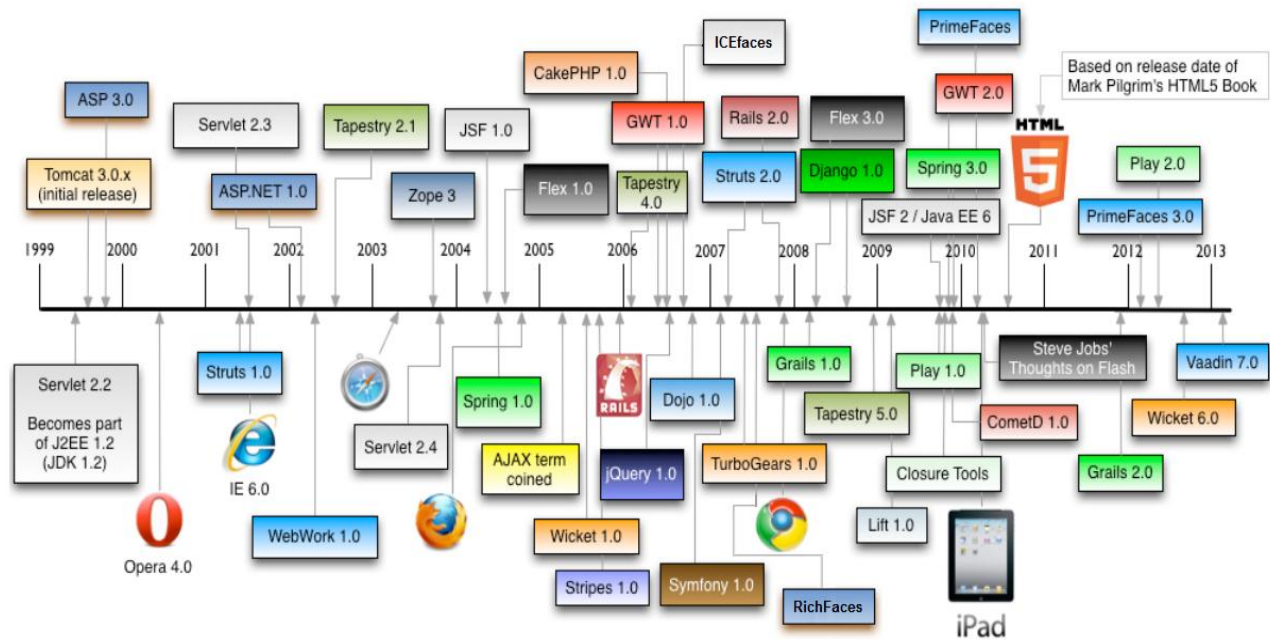 PrimeFaces
ICEfaces
Based on release date of
Mark Pilgrim's HTML5 Book
CakePHP 1.0
ASP 3.0
GWT 2.0
Servlet 2.3
Tapestry 2.1
JSF 1.0
GWT 1.0
Rails 2.0
Flex 3.0
HTML
5
Tomcat 3.0.x
(initial release)
ASP.NET 1.0
Zope 3
Flex 1.0
Tapestry
4.0
Struts 2.0
Django 1.0
Spring 3.0
Play 2.0
JSF 2 / Java EE 6
PrimeFaces 3.0
1999 2000 2001 2002 2003 2004 2005 2006 2007 2008 2009 2010 2011 2012 2013
Servlet 2.2
Becomes part
of J2EE 1.2
(JDK 1.2)
Struts 1.0
IE 6.0
Opera 4.0
WebWork 1.0
Servlet 2.4
Spring 1.0
AJAX term
coined
RAILS
Dojo 1.0
jQuery 1.0
Wicket 1.0
Stripes 1.0
Symfony 1.0
TurboGears 1.0
RichFaces
Grails 1.0
Tapestry 5.0
Play 1.0
Steve Jobs'
Thoughts on Flash
CometD 1.0
Closure Tools
Lift 1.0
iPad
Vaadin 7.0
Wicket 6.0
Grails 2.0